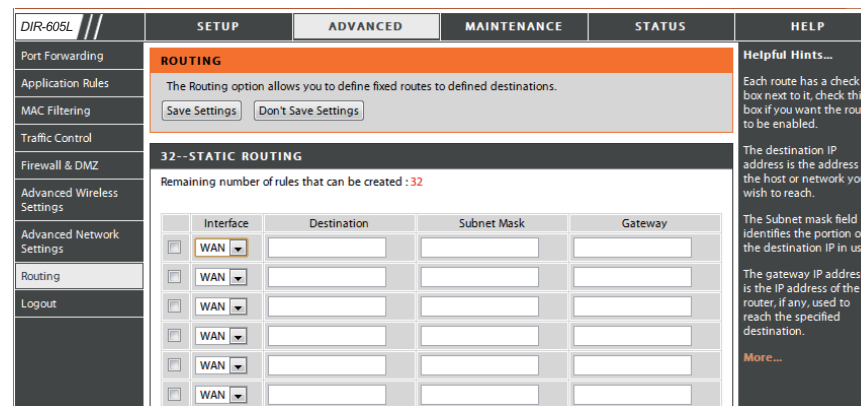 DIR-605L
SETUP
ADVANCED
MAINTENANCE
STATUS
HELP
Port Forwarding
Application Rules
MAC Filtering
Traffic Control
Firewall & DMZ
Advanced Wireless
Settings
Advanced Network
Settings
Routing
Logout
ROUTING
The Routing option allows you to define fixed routes to defined destinations.
Save Settings
Don't Save Settings
32--STATIC ROUTING
Remaining number of rules that can be created : 32
Interface Destination Subnet Mask Gateway
WAN
WAN
WAN
WAN
WAN
WAN
Helpful Hints...
Each route has a check
box next to it, check
box if you want the
to be enabled.
The destination IP
address is the address
the host or network
wish to reach.
The Subnet mask field
identifies the portion
the destination IP in
The gateway IP
is the IP address of the
router, if any, used to
reach the specified
destination.
More...